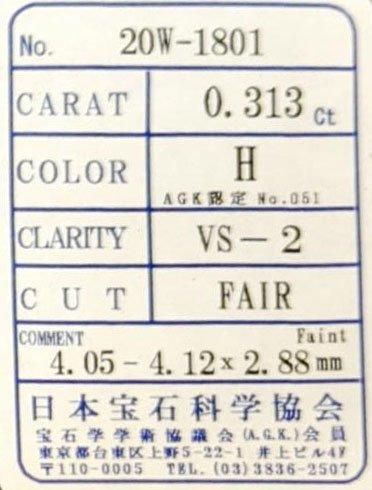 No. 20W-1801
CARAT 0.313 Ct
COLOR H
AGK認定 No.051
CLARITY VS-2
CUT FAIR
COMMENT Faint
4.05 - 4.12 x 2.88 mm
日本宝石科学協会
宝石学学術協議会(A.G.K.)会員
東京都台東区上野5-22-1 井上ビル4F
〒110-0005 TEL.(03)3836-2507